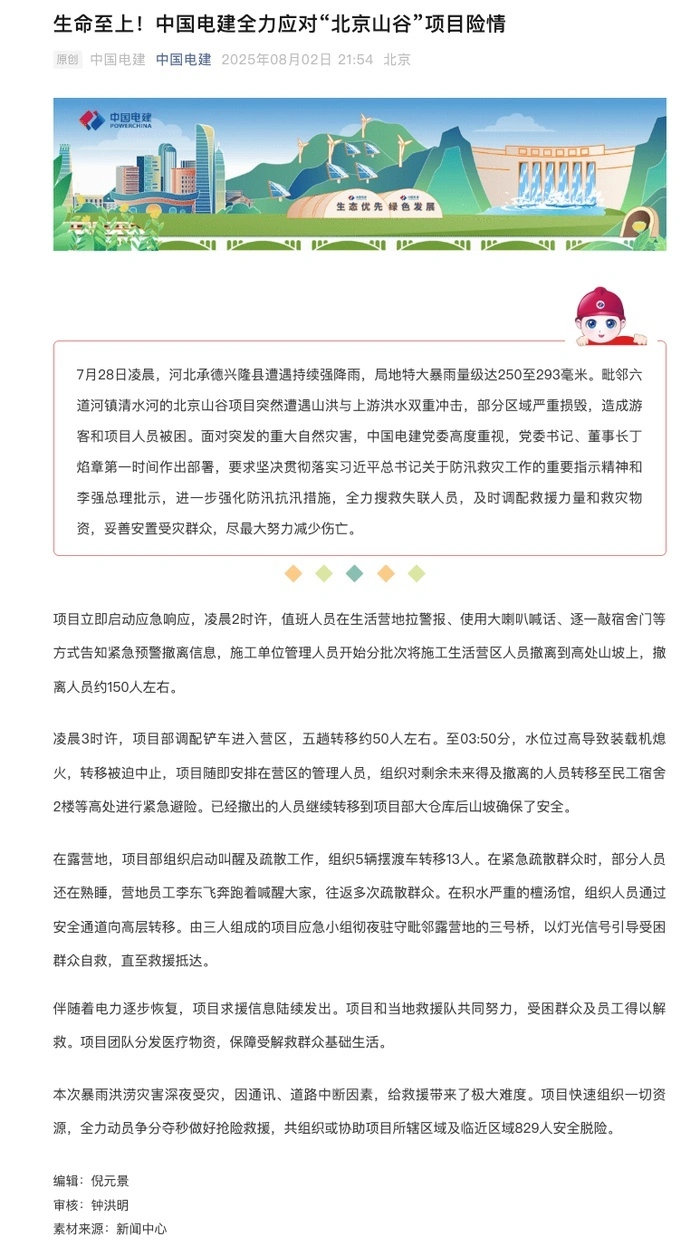 生命至上！中国电建全力应对“北京山谷”项目险情
原创 中国电建 中国电建 2025年08月02日 21:54 北京
中国电建
POWERCHINA
生态优先 绿色发展
7月28日凌晨，河北承德兴隆县遭遇持续强降雨，局地特大暴雨量级达250至293毫米。毗邻六
道河镇清水河的北京山谷项目突然遭遇山洪与上游洪水双重冲击，部分区域严重损毁，造成游
客和项目人员被困。面对突发的重大自然灾害，中国电建党委高度重视，党委书记、董事长丁
焰章第一时间作出部署，要求坚决贯彻落实习近平总书记关于防汛救灾工作的重要指示精神和
李强总理批示，进一步强化防汛抗汛措施，全力搜救失联人员，及时调配救援力量和救灾物
资，妥善安置受灾群众，尽最大努力减少伤亡。
项目立即启动应急响应，凌晨2时许，值班人员在生活营地拉警报、使用大喇叭喊话、逐一敲宿舍门等
方式告知紧急预警撤离信息，施工单位管理人员开始分批次将施工生活营区人员撤离到高处山坡上，撤
离人员约150人左右。
凌晨3时许，项目部调配铲车进入营区，五趟转移约50人左右。至03:50分，水位过高导致装载机熄
火，转移被迫中止，项目随即安排在营区的管理人员，组织对剩余未来得及撤离的人员转移至民工宿舍
2楼等高处进行紧急避险。已经撤出的人员继续转移到项目部大仓库后山坡确保了安全。
在露营地，项目部组织启动叫醒及疏散工作，组织5辆摆渡车转移13人。在紧急疏散群众时，部分人员
还在熟睡，营地员工李东飞奔跑着喊醒大家，往返多次疏散群众。在积水严重的檀汤馆，组织人员通过
安全通道向高层转移。由三人组成的项目应急小组彻夜驻守毗邻露营地的三号桥，以灯光信号引导受困
群众自救，直至救援抵达。
伴随着电力逐步恢复，项目求援信息陆续发出。项目和当地救援队共同努力，受困群众及员工得以解
救。项目团队分发医疗物资，保障受解救群众基础生活。
本次暴雨洪涝灾害深夜受灾，因通讯、道路中断因素，给救援带来了极大难度。项目快速组织一切资
源，全力动员争分夺秒做好抢险救援，共组织或协助项目所辖区域及临近区域829人安全脱险。
编辑：倪元景
审核：钟洪明
素材来源：新闻中心